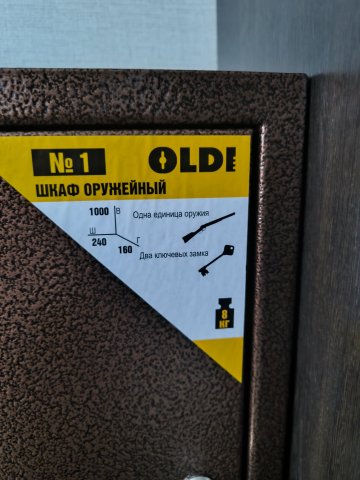 № 1
OLDI
ШКАФ ОРУЖЕЙНЫЙ
1000 В
Одна единица оружия
Ш Г
240
160
Два ключевых замка
8
КГ